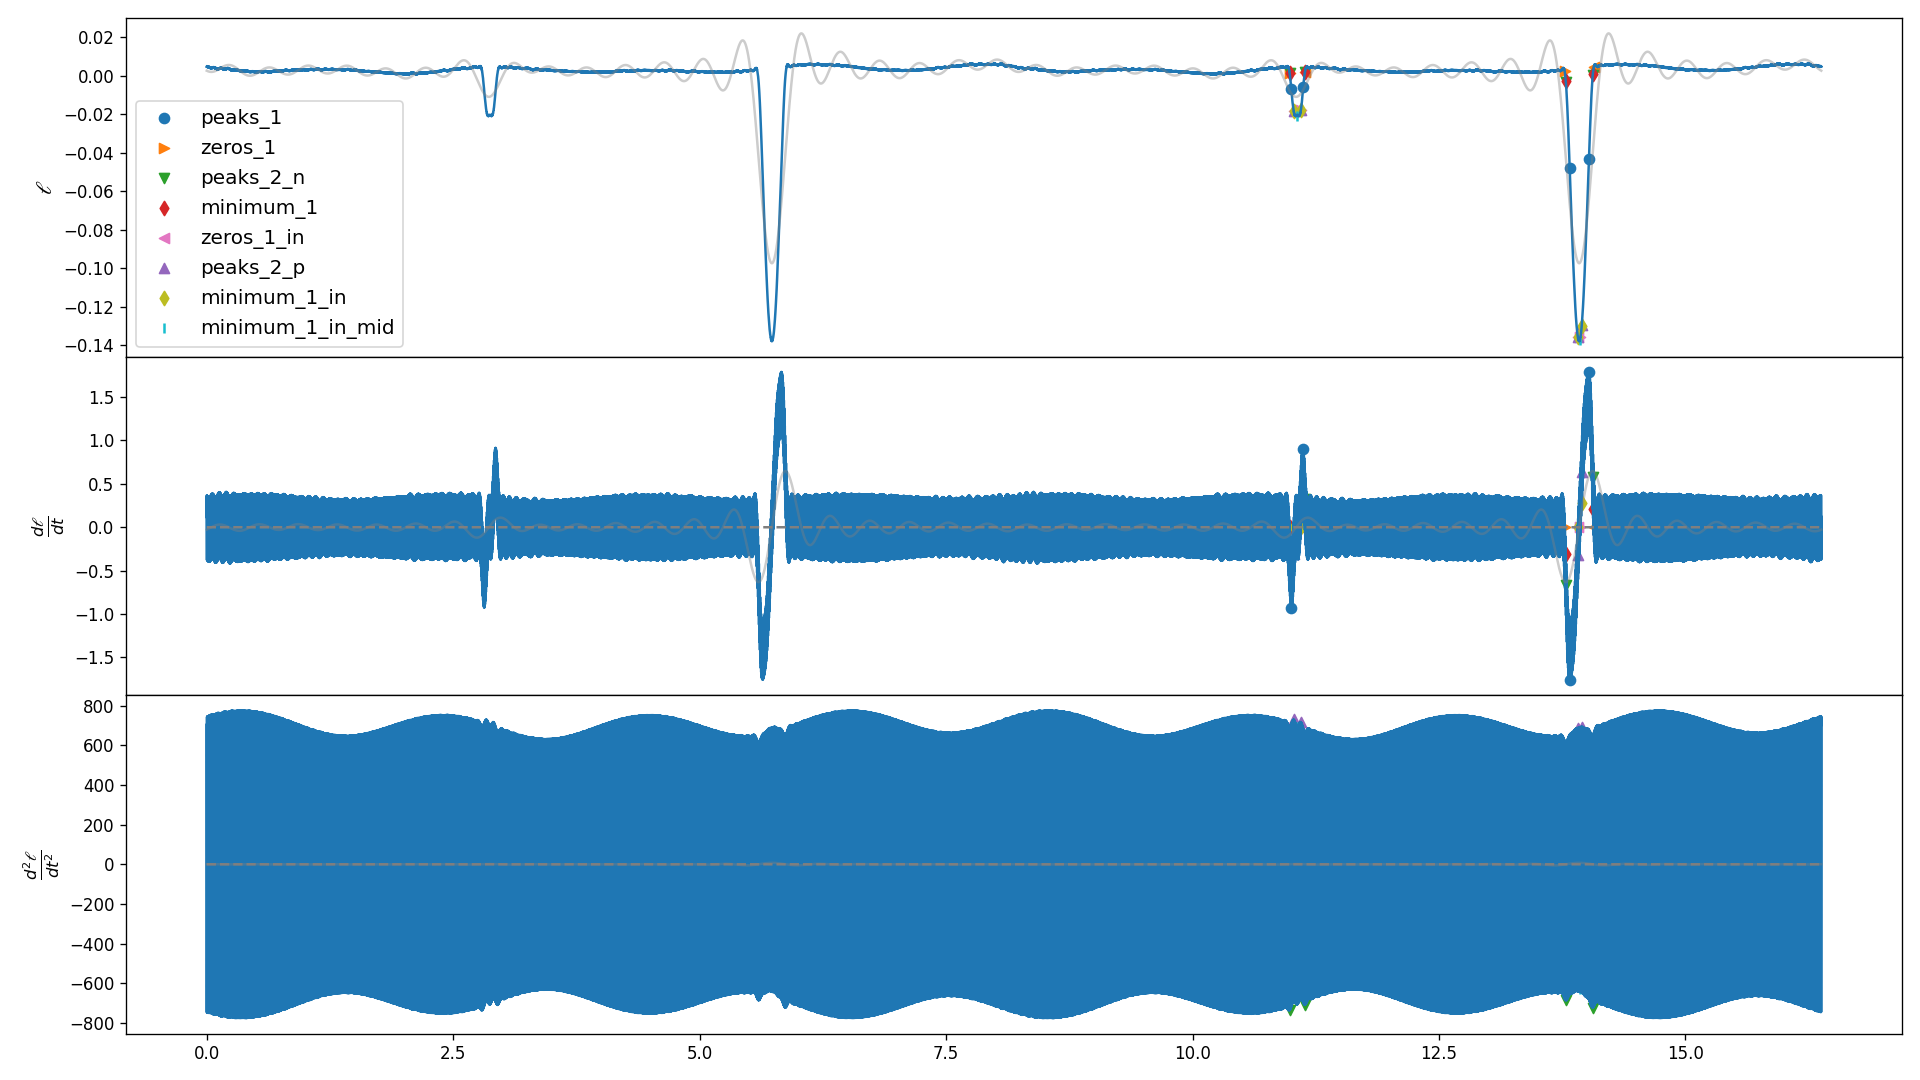 0.02
0.00
−0.02
−0.04
−0.06
−0.08
−0.10
−0.12
−0.14
ℓ
peaks_1
zeros_1
peaks_2_n
minimum_1
zeros_1_in
peaks_2_p
minimum_1_in
minimum_1_in_mid
1.5
1.0
0.5
0.0
−0.5
−1.0
−1.5
dℓ
dt
800
600
400
200
0
−200
−400
−600
−800
d²ℓ
dt²
0.0 2.5 5.0 7.5 10.0 12.5 15.0